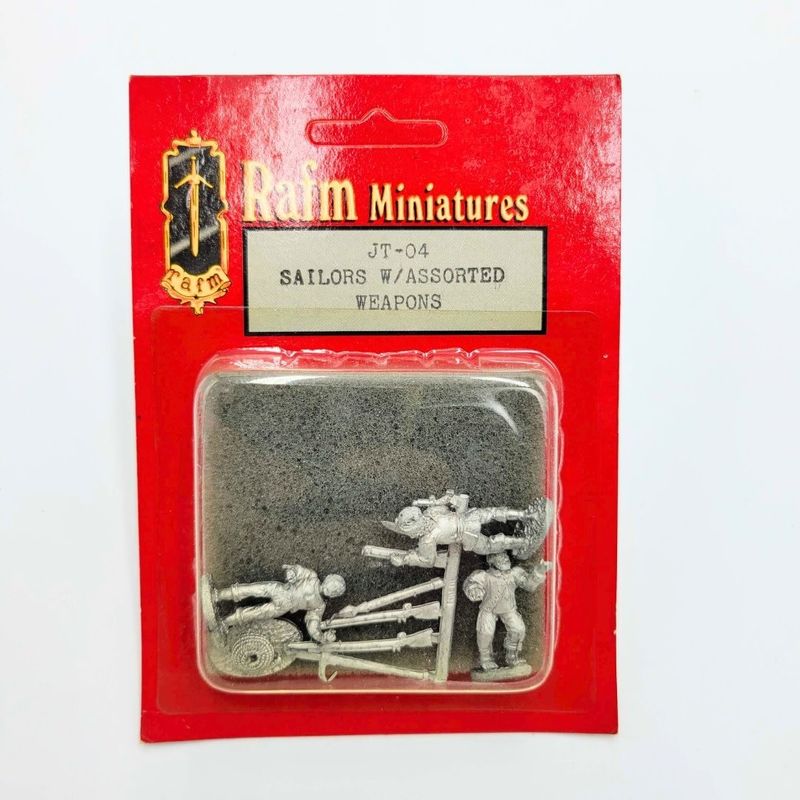 Rafm Miniatures
rafm
JT-04
SAILORS W/ASSORTED
WEAPONS